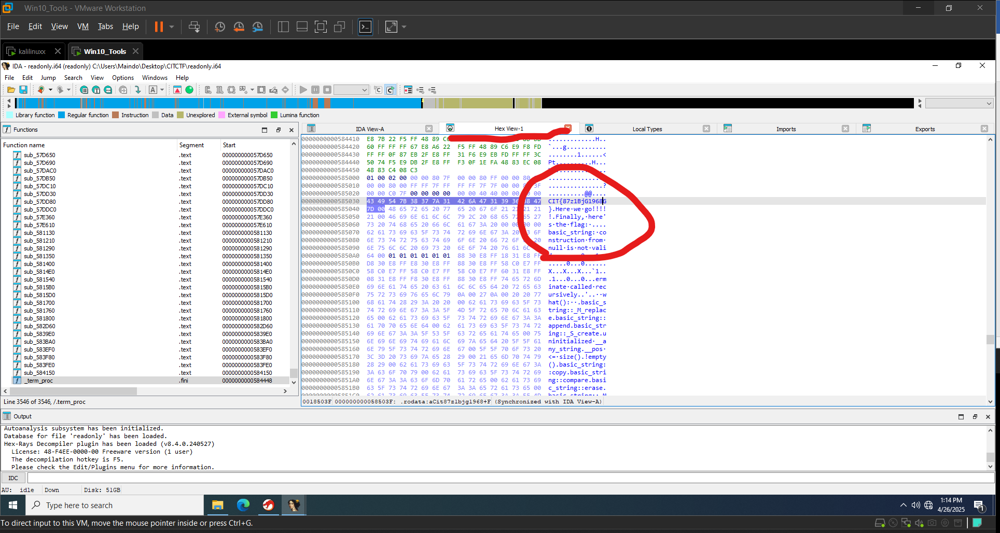 Win10_Tools - VMware Workstation
File Edit View VM Tabs Help
kalilinuxx
Win10_Tools
IDA - readonly.i64 (readonly) C:\Users\Maindo\Desktop\CITCTF\readonly.i64
File Edit Jump Search View Options Windows Help
Library function Regular function Instruction Data Unexplored External symbol Lumina function
Functions
IDA View-A Hex View-1 Local Types Imports Exports
Function name Segment Start
sub_57D650 .text 000000000057D650
sub_57D690 .text 000000000057D690
sub_57DAC0 .text 000000000057DAC0
sub_57DB50 .text 000000000057DB50
sub_57DC10 .text 000000000057DC10
sub_57DD30 .text 000000000057DD30
sub_57DD80 .text 000000000057DD80
sub_57DDC0 .text 000000000057DDC0
sub_57E360 .text 000000000057E360
sub_57E610 .text 000000000057E610
sub_581130 .text 0000000000581130
sub_581210 .text 0000000000581210
sub_581290 .text 0000000000581290
sub_581350 .text 0000000000581350
sub_581400 .text 0000000000581400
sub_5814E0 .text 00000000005814E0
sub_581540 .text 0000000000581540
sub_5815B0 .text 00000000005815B0
sub_5815D0 .text 00000000005815D0
sub_581700 .text 0000000000581700
sub_581760 .text 0000000000581760
sub_581800 .text 0000000000581800
sub_582D60 .text 0000000000582D60
sub_5839E0 .text 00000000005839E0
sub_583BA0 .text 0000000000583BA0
sub_583EF0 .text 0000000000583EF0
sub_583F80 .text 0000000000583F80
sub_583FE0 .text 0000000000583FE0
sub_584150 .text 0000000000584150
_term_proc .fini 0000000000584448
Line 3546 of 3546, /.term_proc
0000000000584410 E8 7B 22 F5 FF 48 89 .............H..
0000000000584420 60 FF FF FF 67 E8 A6 22 F5 FF 48 89 C6 E9 F8 FD `...g...........
0000000000584430 FF FF 0F 87 EB 2F E8 FF 31 F6 E9 EB FD FF FF 3C ........1......<
0000000000584440 50 74 F5 E9 DB 2F E8 FF F3 0F 1E FA 48 83 EC 08 Pt..........H...
0000000000584450 48 83 C4 08 C3
0000000000585000 01 00 02 00 00 00 80 7F 00 00 80 FF 00 00 80 ................
0000000000585010 00 00 80 00 FF FF 7F FF FF FF 7F 7F 00 00 3F ...............?
0000000000585020 00 00 C0 7F 00 00 00 00 00 00 40 40 00 00 00 ..........@@....
0000000000585030 43 49 54 7B 38 37 7A 31 42 6A 47 31 39 36 38 47 CIT{87z1BjG1968G
0000000000585040 7D 00 48 65 72 65 20 77 65 20 67 6F 21 21 21 21 }.Here·we·go!!!!
0000000000585050 21 00 46 69 6E 61 6C 6C 79 2C 20 68 65 72 65 27 !.Finally,·here'
0000000000585060 73 20 74 68 65 20 66 6C 61 67 3A 20 00 00 00 00 s·the·flag:·....
0000000000585070 62 61 73 69 63 5F 73 74 72 69 6E 67 3A 20 63 6F basic_string:·co
0000000000585080 6E 73 74 72 75 63 74 69 6F 6E 20 66 72 6F 20 nstruction·from·
0000000000585090 6E 75 6C 6C 20 69 73 20 6E 6F 74 20 76 61 6C null·is·not·vali
00000000005850A0 64 00 01 01 01 01 01 01 88 30 E8 FF 18 31 E8 FF
00000000005850B0 D8 30 E8 FF E8 30 E8 FF 88 30 E8 FF 58 C0 E7 FF .....0...0......
00000000005850C0 58 C0 E7 FF 58 C0 E7 FF 58 C0 E7 FF 60 31 E8 FF X...X...X...`1..
00000000005850D0 08 31 E8 FF F8 30 E8 FF 88 30 E8 FF 74 65 72 6D .1...0...0...erm
00000000005850E0 69 6E 61 74 65 20 63 61 6C 6C 65 64 20 72 65 63 inate·called·rec
00000000005850F0 75 72 73 69 76 65 6C 79 0A 00 27 0A 00 20 20 77 ursively..'..··w
0000000000585100 68 61 74 28 29 3A 20 20 00 62 61 73 69 63 5F 73 hat():··.basic_s
0000000000585110 74 72 69 6E 67 3A 3A 5F 4D 5F 72 65 70 6C 61 63 tring::_M_replac
0000000000585120 65 00 62 61 73 69 63 5F 73 74 72 69 6E 67 3A 3A e.basic_string::
0000000000585130 61 70 70 65 6E 64 00 62 61 73 69 63 5F 73 74 72 append.basic_str
0000000000585140 69 6E 67 3A 3A 5F 53 5F 63 72 65 61 74 65 00 75 ing::_S_create.u
0000000000585150 6E 69 6E 69 74 69 61 6C 69 7A 65 64 20 5F 5F 61 ninitialized·__a
0000000000585160 6E 79 5F 73 74 72 69 6E 67 00 5F 5F 70 6F 73 20 ny_string.__pos·
0000000000585170 3C 3D 20 73 69 7A 65 28 29 00 21 65 6D 70 74 79 <=·size().!empty
0000000000585180 28 29 00 62 61 73 69 63 5F 73 74 72 69 6E 67 3A ().basic_string:
0000000000585190 3A 63 6F 70 79 00 62 61 73 69 63 5F 73 74 72 69 :copy.basic_stri
00000000005851A0 6E 67 3A 3A 63 6F 6D 70 61 72 65 00 62 61 73 69 ng::compare.basi
00000000005851B0 63 5F 73 74 72 69 6E 67 3A 3A 65 72 61 73 65 00 c_string::erase.
0018503F 000000000058503F: .rodata:aCit87z1bjg1968+F (Synchronized with IDA View-A)
Output
Autoanalysis subsystem has been initialized.
Database for file 'readonly' has been loaded.
Hex-Rays Decompiler plugin has been loaded (v8.4.0.240527)
License: 48-F4EE-0000-00 Freeware version (1 user)
The decompilation hotkey is F5.
Please check the Edit/Plugins menu for more information.
IDC
AU: idle Down Disk: 51GB
Type here to search
1:14 PM
4/26/2025
1
To direct input to this VM, move the mouse pointer inside or press Ctrl+G.